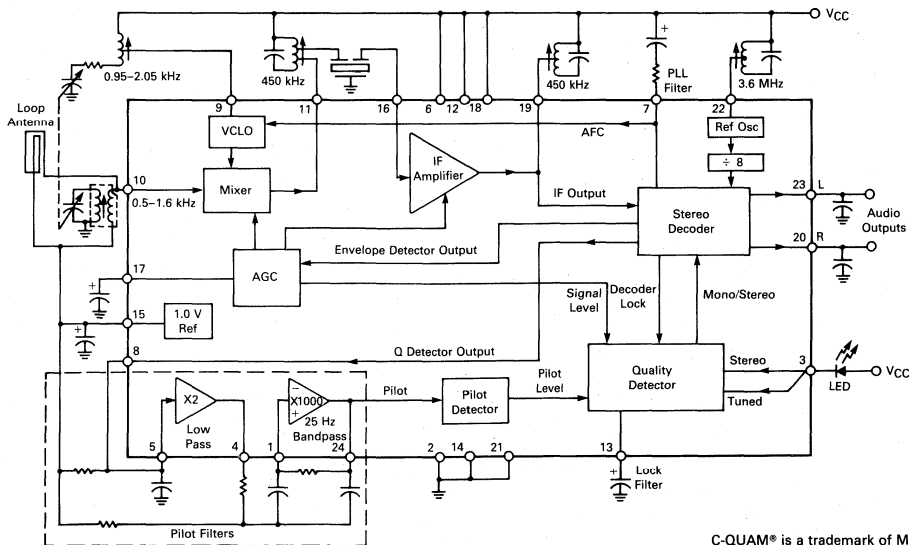 VCC
0.95–2.05 kHz
450 kHz
450 kHz
PLL
Filter
3.6 MHz
Loop
Antenna
9
11
16
6
12
18
19
7
22
VCLO
AFC
Ref Osc
÷ 8
IF
Amplifier
10
Mixer
0.5–1.6 kHz
IF Output
Stereo
Decoder
23 L
Audio
Outputs
20 R
Envelope Detector Output
17
AGC
Signal
Level
Decoder
Lock
Mono/Stereo
15
1.0 V
Ref
8
Q Detector Output
Quality
Detector
Stereo
3
VCC
LED
Tuned
X2
Low
Pass
X1000
25 Hz
Bandpass
Pilot
Pilot
Detector
Pilot
Level
5
4
1
24
2
14
21
13
Lock
Filter
Pilot Filters
C-QUAM® is a trademark of M